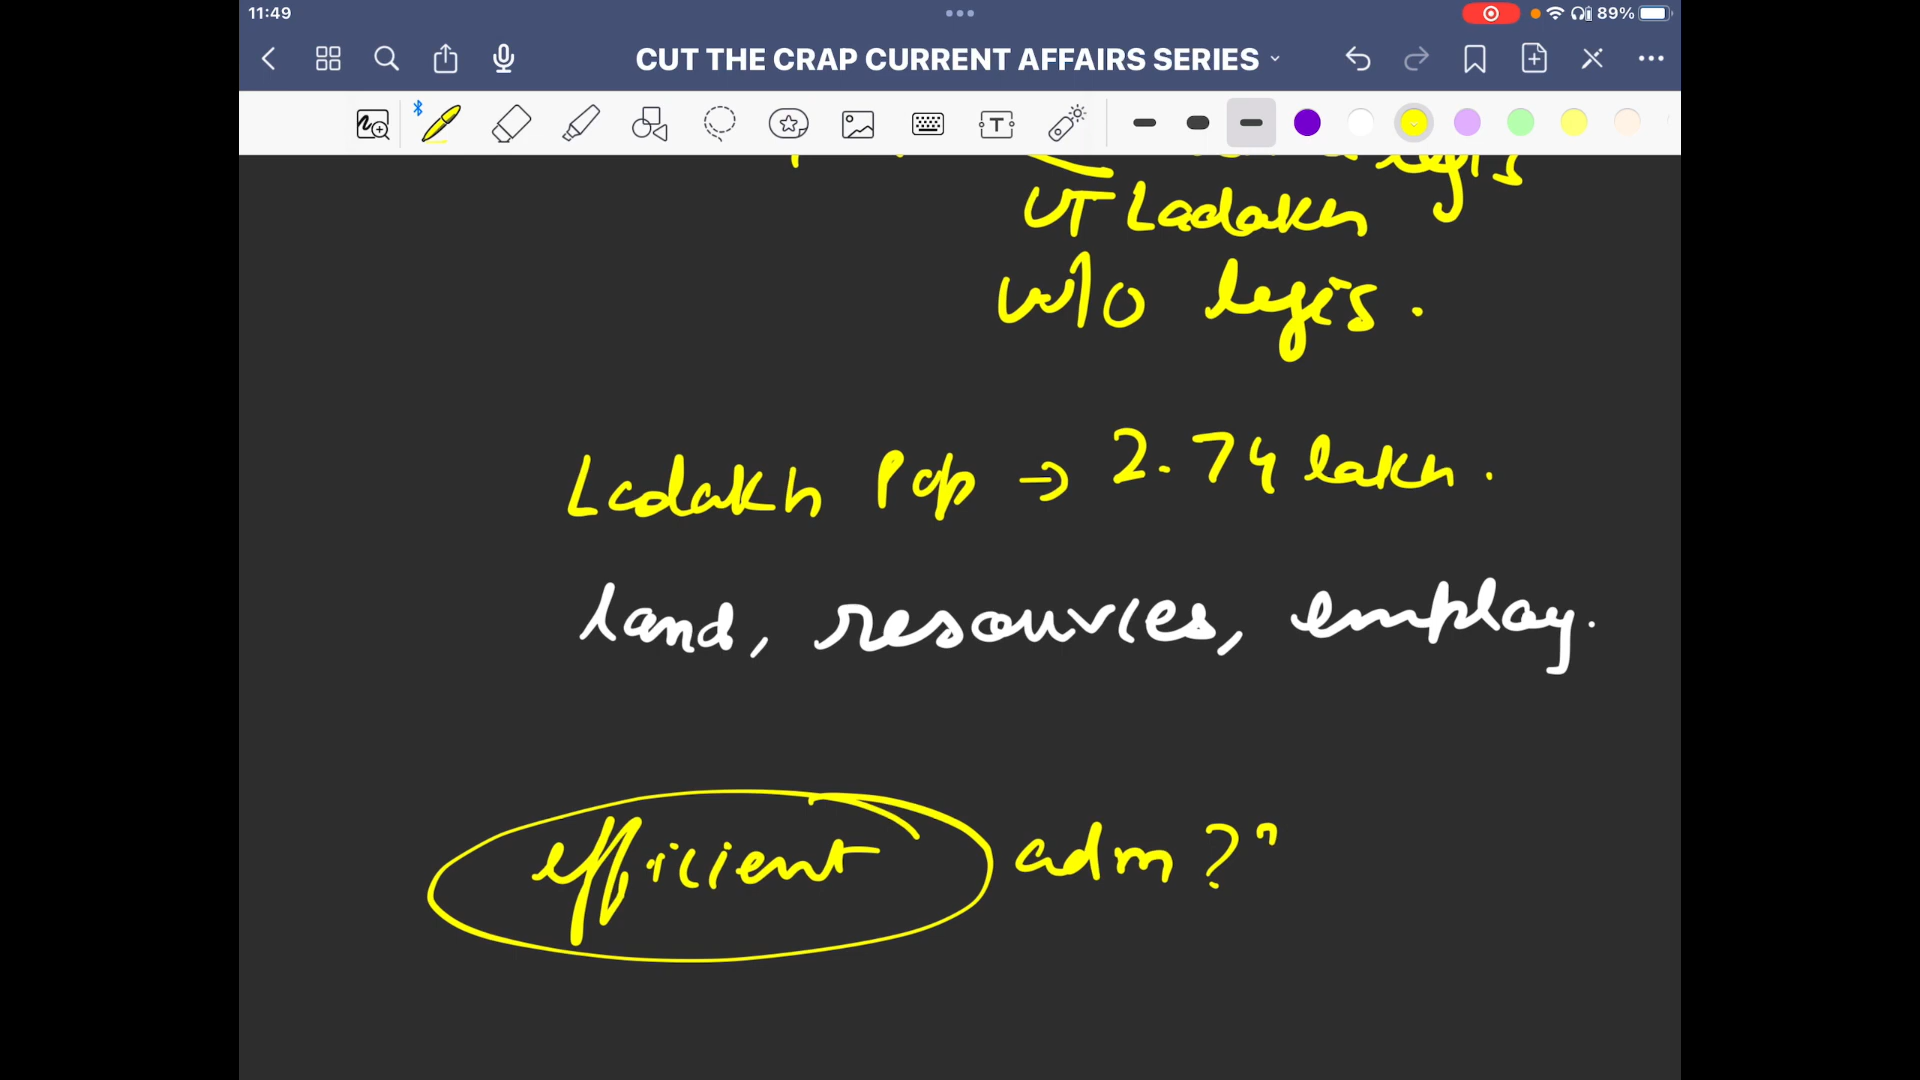 11:49
89%
CUT THE CRAP CURRENT AFFAIRS SERIES
T
legis
UT Ladakh
w/o legis.
Ladakh Pop → 2.74 lakh.
land, resources, employ.
efficient adm ??